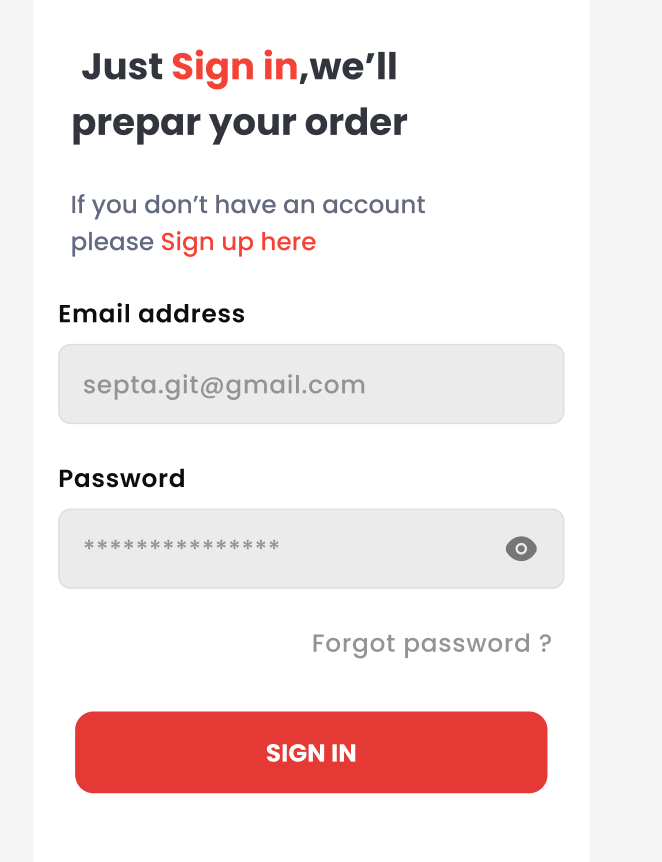 Just Sign in,we’ll
prepar your order
If you don’t have an account
please Sign up here
Email address
septa.git@gmail.com
Password
***************
Forgot password ?
SIGN IN